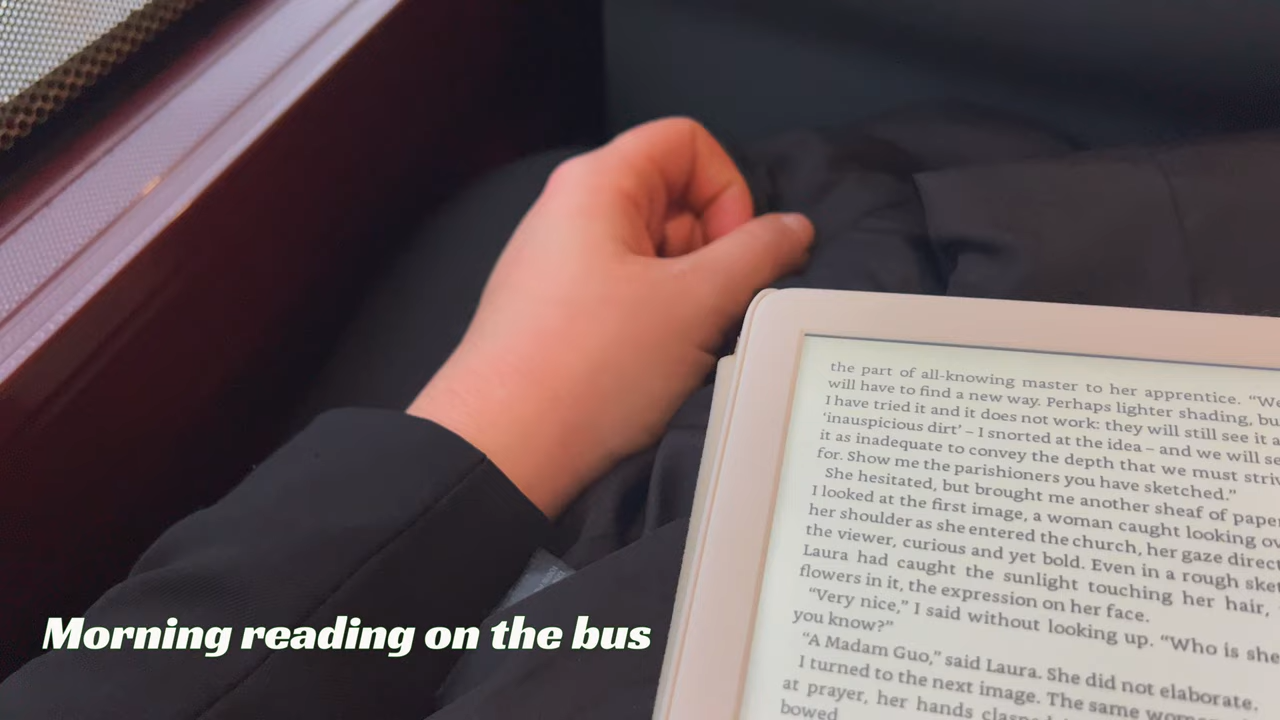 the part of all-knowing master to her apprentice. “We
will have to find a new way. Perhaps lighter shading, bu
I have tried it and it does not work: they will still see it a
‘inauspicious dirt’ – I snorted at the idea – and we will se
it as inadequate to convey the depth that we must striv
for. Show me the parishioners you have sketched.”
She hesitated, but brought me another sheaf of paper
I looked at the first image, a woman caught looking ov
her shoulder as she entered the church, her gaze direct
the viewer, curious and yet bold. Even in a rough sket
Laura had caught the sunlight touching her hair,
flowers in it, the expression on her face.
“Very nice,” I said without looking up. “Who is she
you know?”
“A Madam Guo,” said Laura. She did not elaborate.
I turned to the next image. The same wom
at prayer, her hands clasped
bowed
Morning reading on the bus